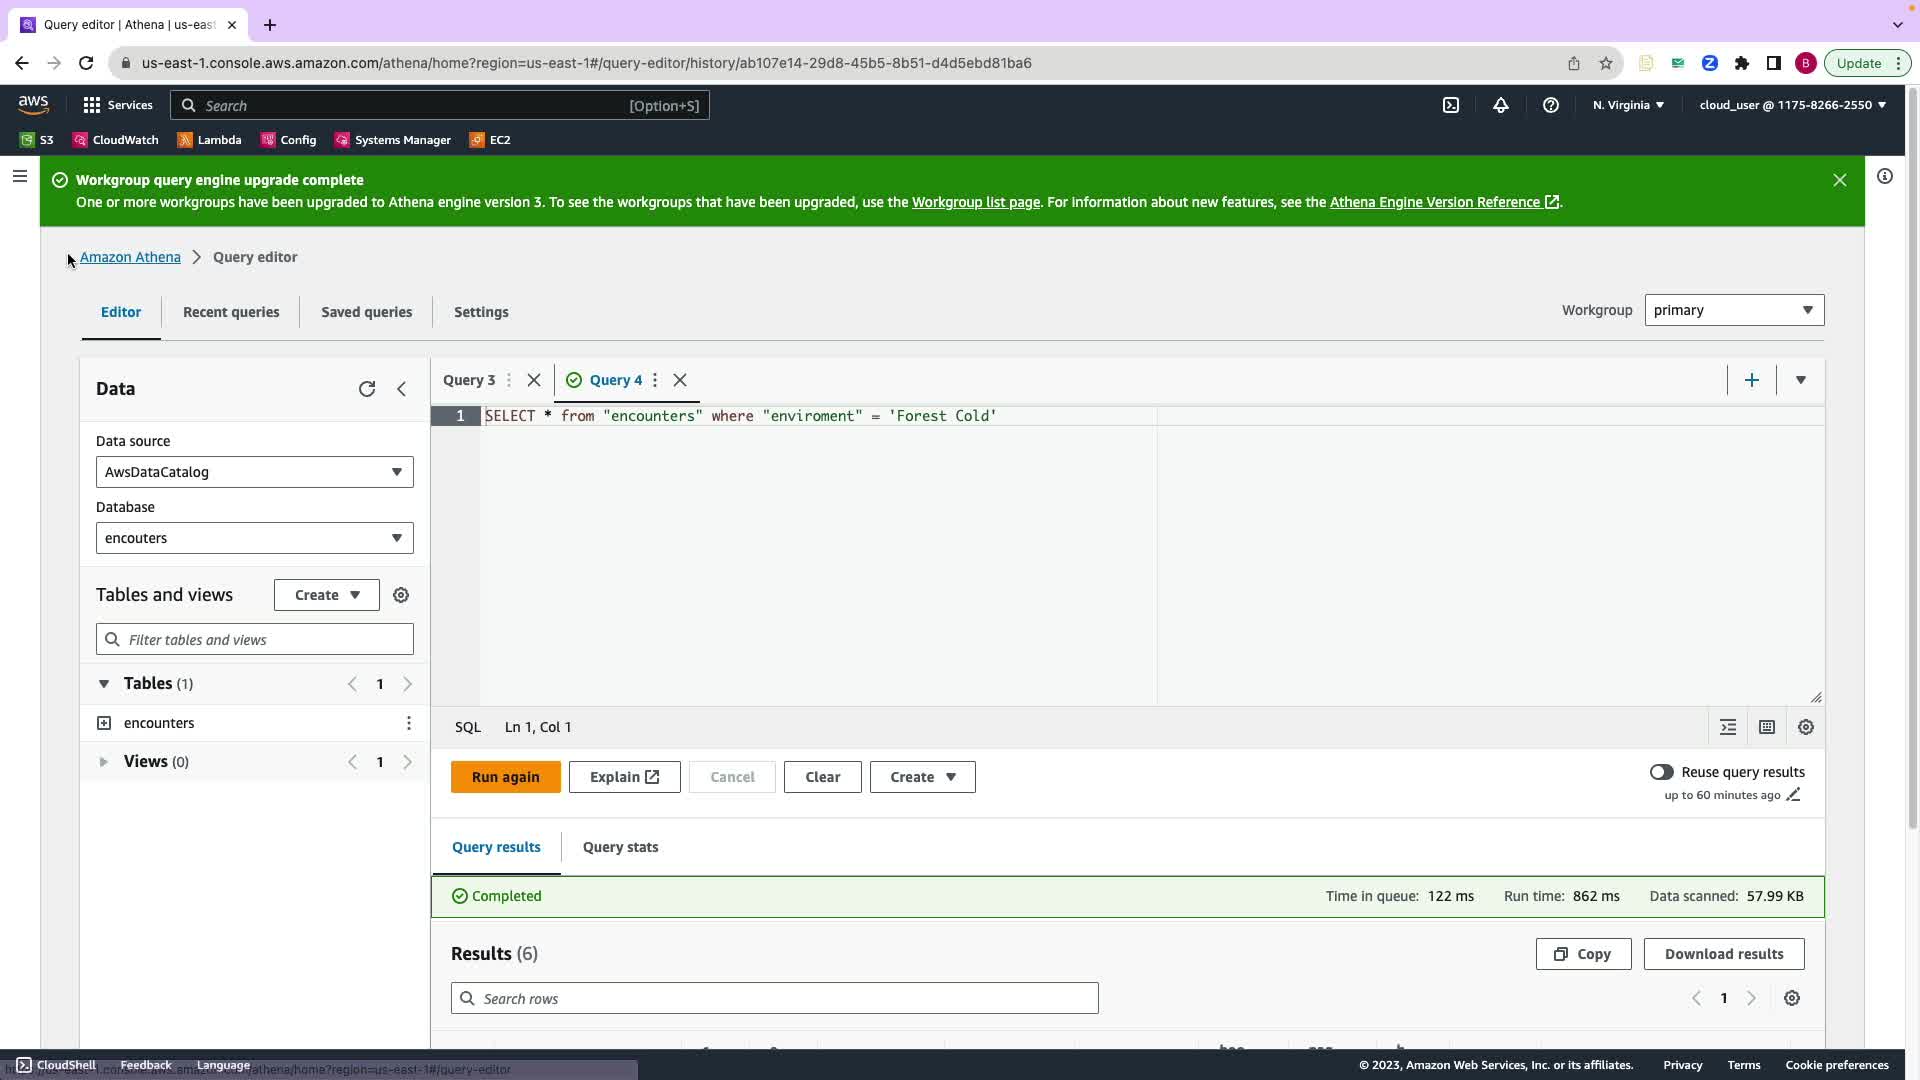 Query editor | Athena | us-east
us-east-1.console.aws.amazon.com/athena/home?region=us-east-1#/query-editor/history/ab107e14-29d8-45b5-8b51-d4d5ebd81ba6
B
Update
aws
Services
Search
[Option+S]
N. Virginia
cloud_user @ 1175-8266-2550
S3
CloudWatch
Lambda
Config
Systems Manager
EC2
Workgroup query engine upgrade complete
One or more workgroups have been upgraded to Athena engine version 3. To see the workgroups that have been upgraded, use the Workgroup list page. For information about new features, see the Athena Engine Version Reference.
Amazon Athena > Query editor
Editor
Recent queries
Saved queries
Settings
Workgroup
primary
Data
Query 3
Query 4
1
SELECT * from "encounters" where "enviroment" = 'Forest Cold'
Data source
AwsDataCatalog
Database
encouters
Tables and views
Create
Filter tables and views
Tables (1)
1
encounters
Views (0)
1
SQL
Ln 1, Col 1
Run again
Explain
Cancel
Clear
Create
Reuse query results
up to 60 minutes ago
Query results
Query stats
Completed
Time in queue: 122 ms
Run time: 862 ms
Data scanned: 57.99 KB
Results (6)
Copy
Download results
Search rows
1
CloudShell
Feedback
Language
© 2023, Amazon Web Services, Inc. or its affiliates.
Privacy
Terms
Cookie preferences